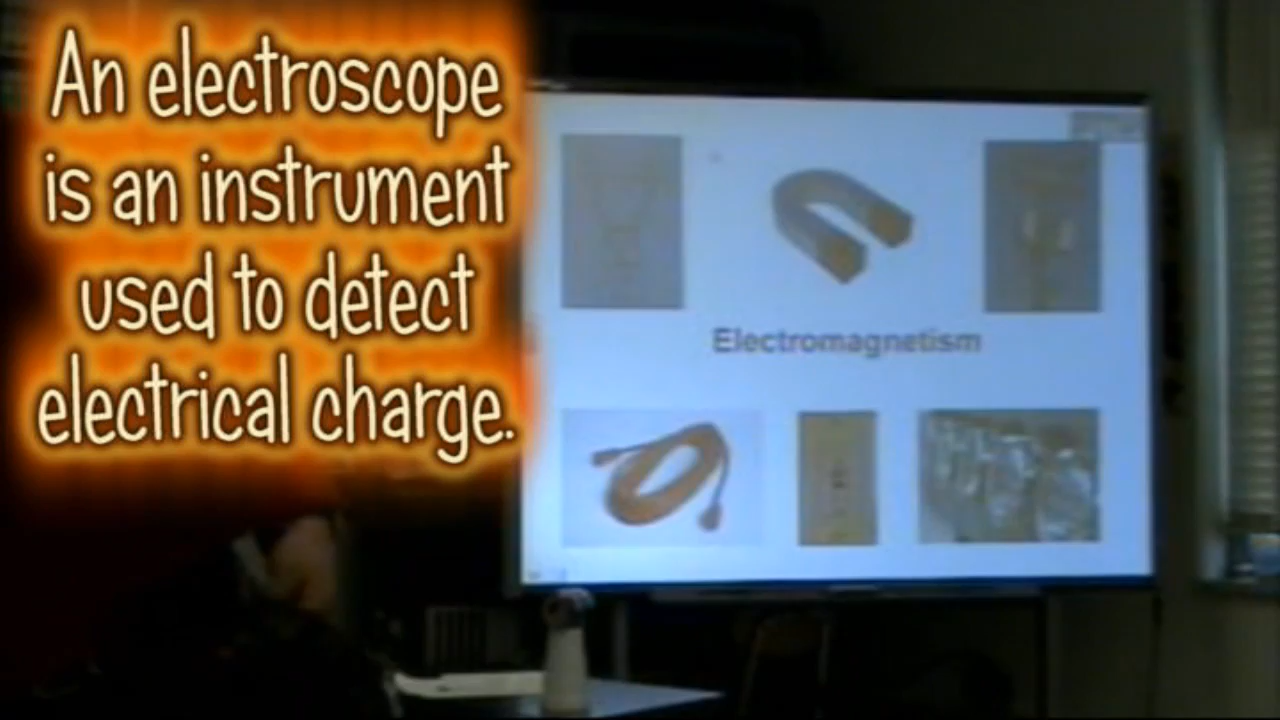 An electroscope
is an instrument
used to detect
electrical charge.
Electromagnetism